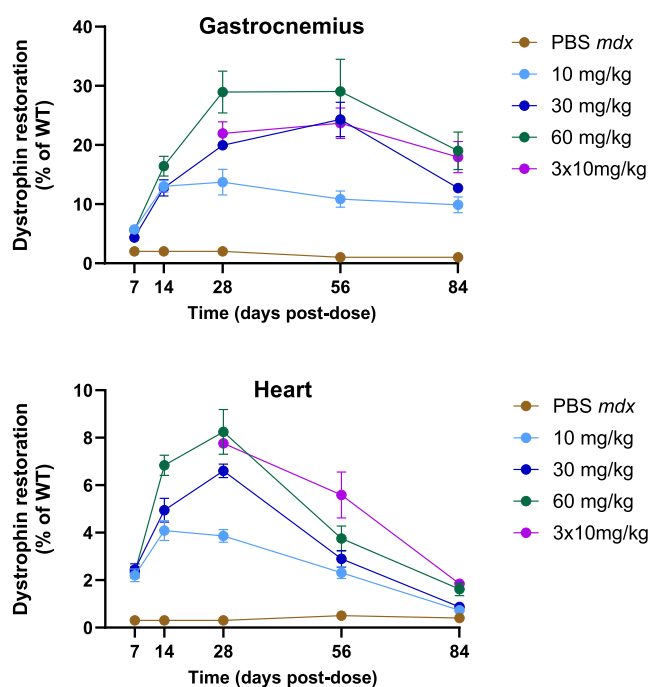 Gastrocnemius
Dystrophin restoration
(% of WT)
40
30
20
10
0
7 14 28 56 84
Time (days post-dose)
PBS mdx
10 mg/kg
30 mg/kg
60 mg/kg
3x10mg/kg
Heart
Dystrophin restoration
(% of WT)
10
8
6
4
2
0
7 14 28 56 84
Time (days post-dose)
PBS mdx
10 mg/kg
30 mg/kg
60 mg/kg
3x10mg/kg